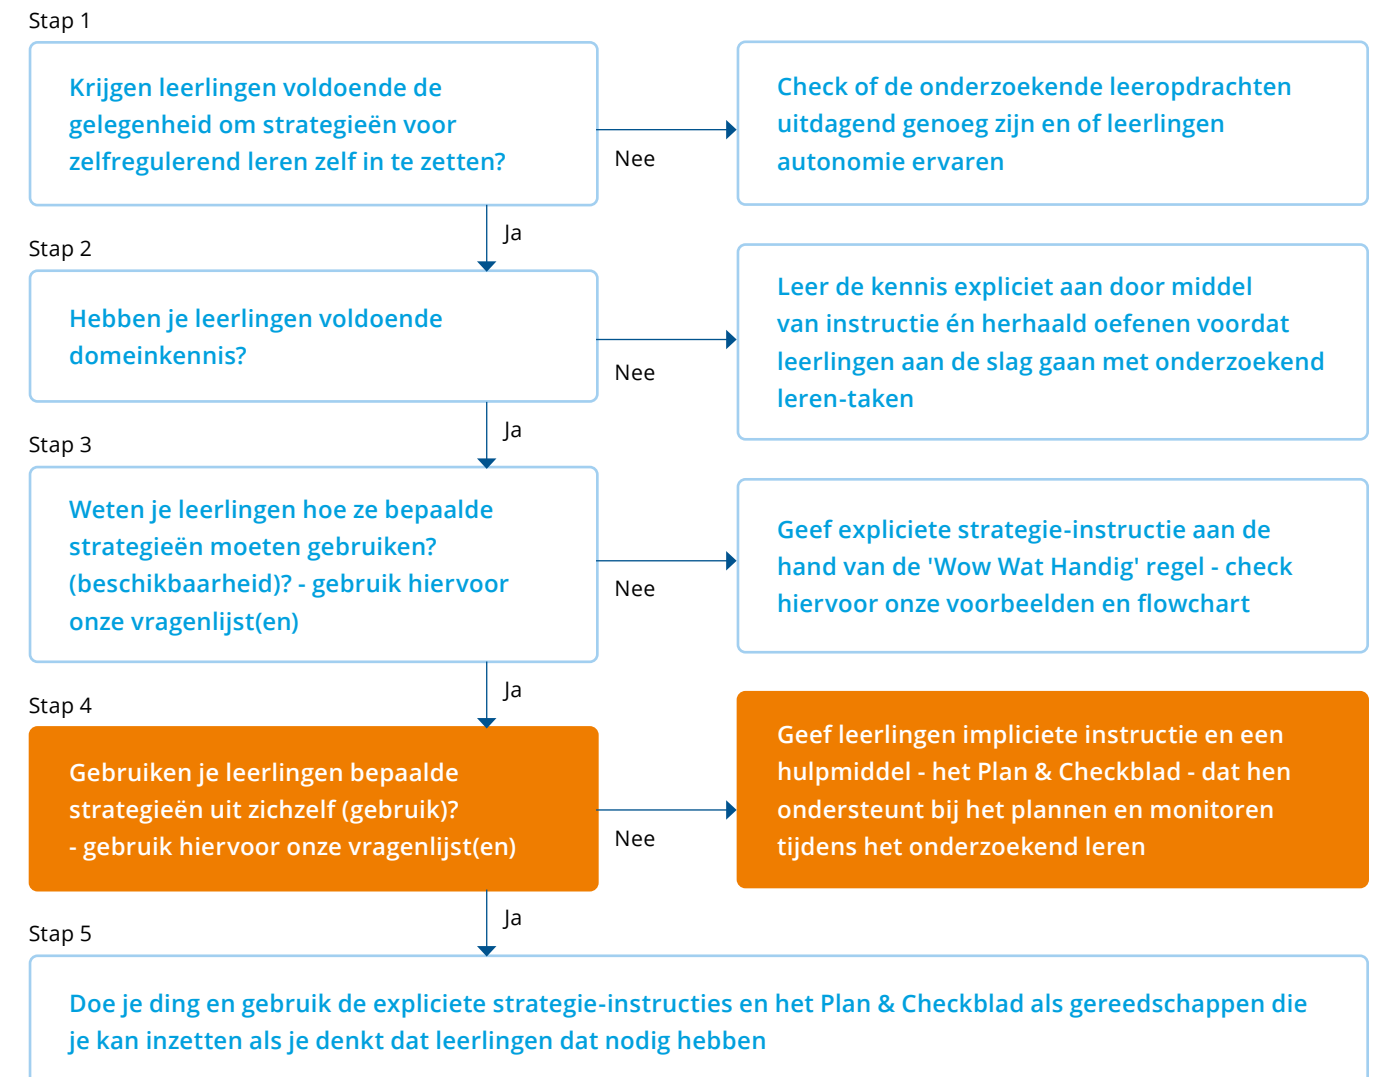 Stap 1
Krijgen leerlingen voldoende de
gelegenheid om strategieën voor
zelfregulerend leren zelf in te zetten?
Nee
Check of de onderzoekende leeropdrachten
uitdagend genoeg zijn en of leerlingen
autonomie ervaren
Ja
Stap 2
Hebben je leerlingen voldoende
domeinkennis?
Nee
Leer de kennis expliciet aan door middel
van instructie én herhaald oefenen voordat
leerlingen aan de slag gaan met onderzoekend
leren-taken
Ja
Stap 3
Weten je leerlingen hoe ze bepaalde
strategieën moeten gebruiken?
(beschikbaarheid)? - gebruik hiervoor
onze vragenlijst(en)
Nee
Geef expliciete strategie-instructie aan de
hand van de 'Wow Wat Handig' regel - check
hiervoor onze voorbeelden en flowchart
Ja
Stap 4
Gebruiken je leerlingen bepaalde
strategieën uit zichzelf (gebruik)?
- gebruik hiervoor onze vragenlijst(en)
Nee
Geef leerlingen impliciete instructie en een
hulpmiddel - het Plan & Checkblad - dat hen
ondersteunt bij het plannen en monitoren
tijdens het onderzoekend leren
Ja
Stap 5
Doe je ding en gebruik de expliciete strategie-instructies en het Plan & Checkblad als gereedschappen die
je kan inzetten als je denkt dat leerlingen dat nodig hebben